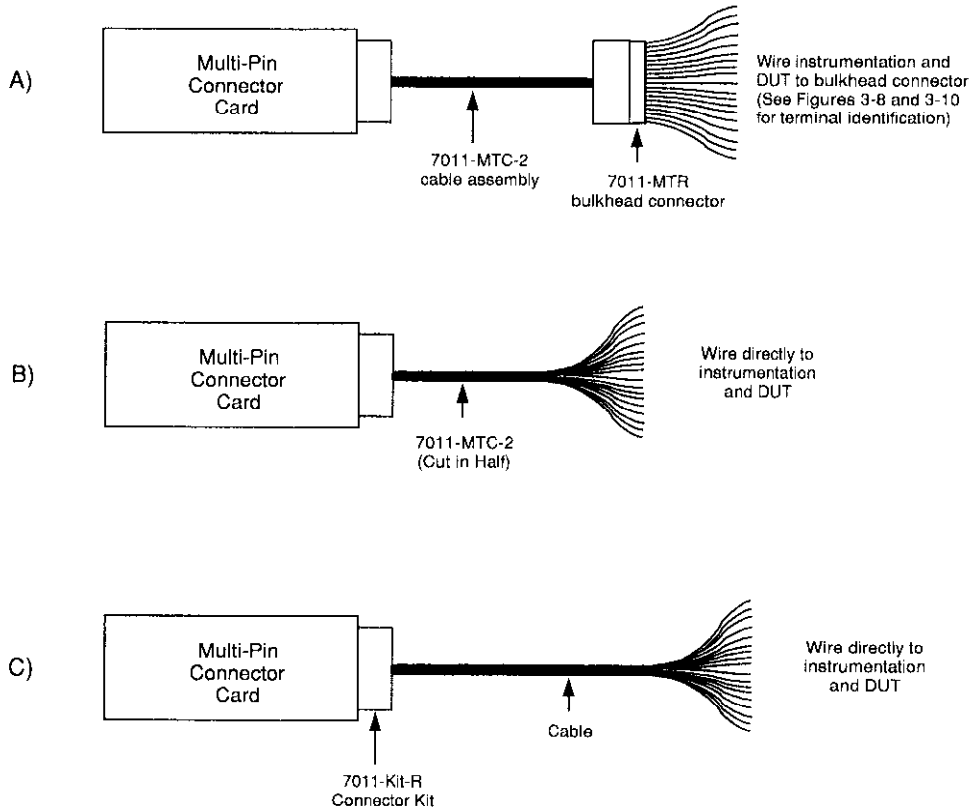 A)
Multi-Pin
Connector
Card
7011-MTC-2
cable assembly
7011-MTR
bulkhead connector
Wire instrumentation and
DUT to bulkhead connector
(See Figures 3-8 and 3-10
for terminal identification)
B)
Multi-Pin
Connector
Card
7011-MTC-2
(Cut in Half)
Wire directly to
instrumentation
and DUT
C)
Multi-Pin
Connector
Card
7011-Kit-R
Connector Kit
Cable
Wire directly to
instrumentation
and DUT